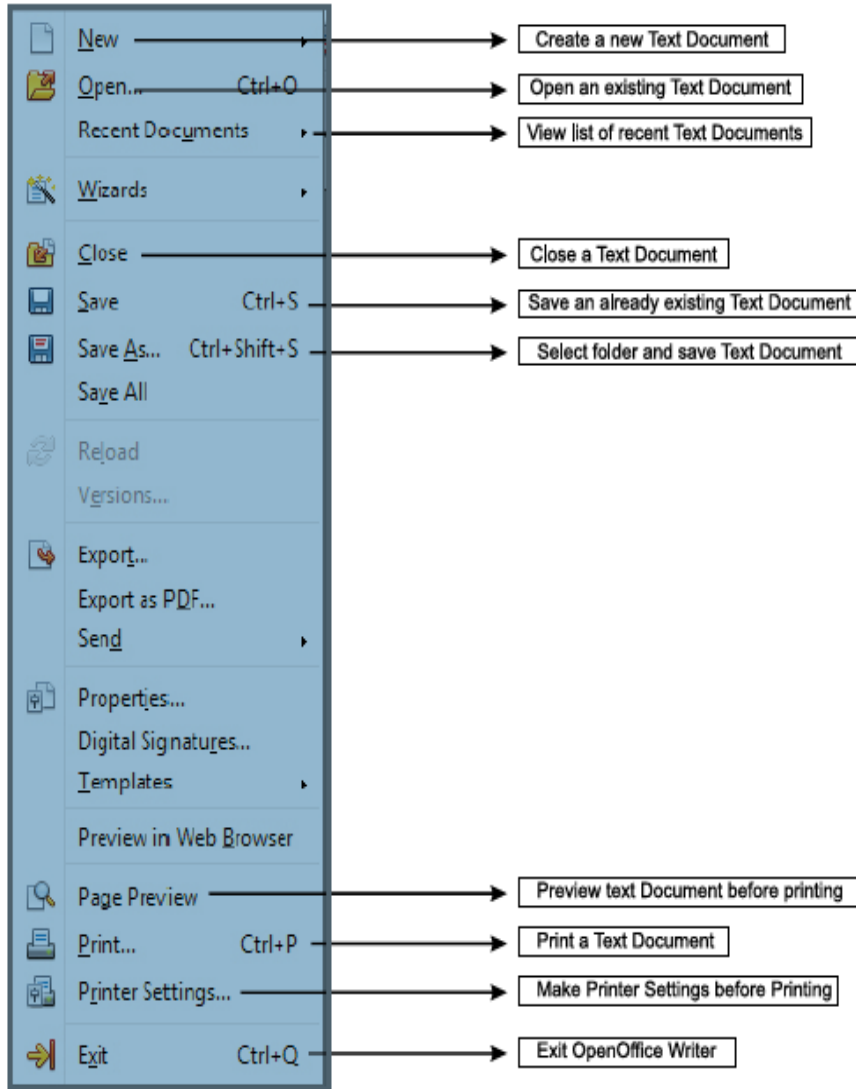 New Create a new Text Document
Open... Ctrl+O Open an existing Text Document
Recent Documents View list of recent Text Documents
Wizards
Close Close a Text Document
Save Ctrl+S Save an already existing Text Document
Save As... Ctrl+Shift+S Select folder and save Text Document
Save All
Reload
Versions...
Export...
Export as PDF...
Send
Properties...
Digital Signatures...
Templates
Preview in Web Browser
Page Preview Preview text Document before printing
Print... Ctrl+P Print a Text Document
Printer Settings... Make Printer Settings before Printing
Exit Ctrl+Q Exit OpenOffice Writer